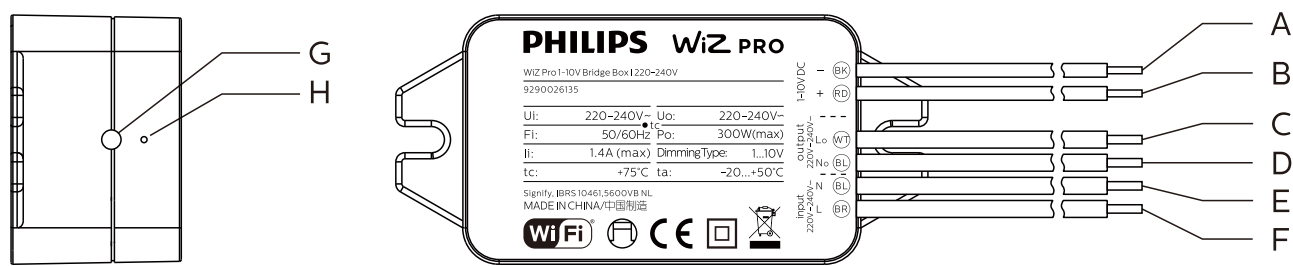 G
H
PHILIPS WiZ PRO
WiZ Pro 1-10V Bridge Box | 220-240V
9290026135
Ui: 220-240V~ Uo: 220-240V~
Fi: 50/60Hz Po: 300W(max)
tc
Ii: 1.4A (max) Dimming Type: 1...10V
tc: +75°C ta: -20...+50°C
Signify, IBRS 10461, 5600VB NL
MADE IN CHINA/中国制造
WiFi CE
1-10V DC
- BK
+ RD
output
220V-240V~
Lo WT
No BL
input
220V-240V~
N BL
L BR
A
B
C
D
E
F